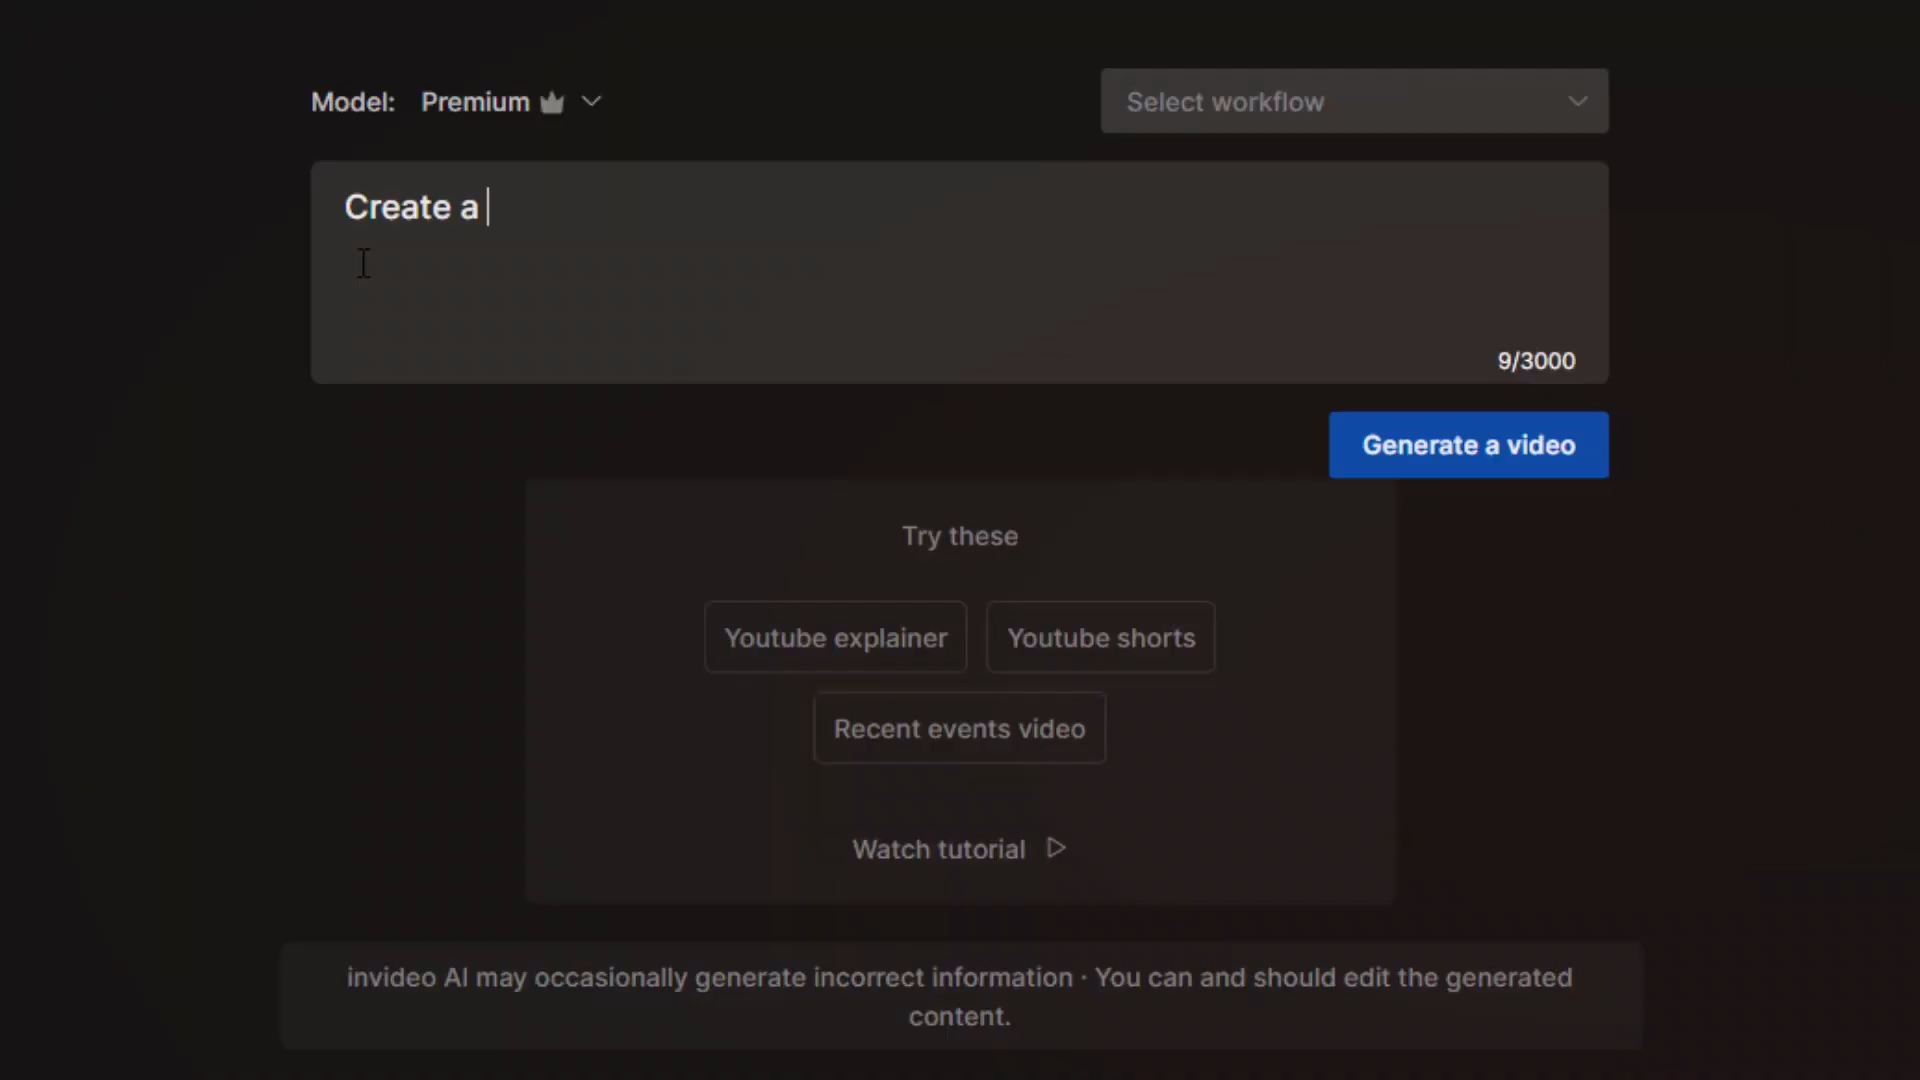 Model: Premium
Select workflow
Create a
9/3000
Generate a video
Try these
Youtube explainer
Youtube shorts
Recent events video
Watch tutorial
invideo AI may occasionally generate incorrect information · You can and should edit the generated
content.